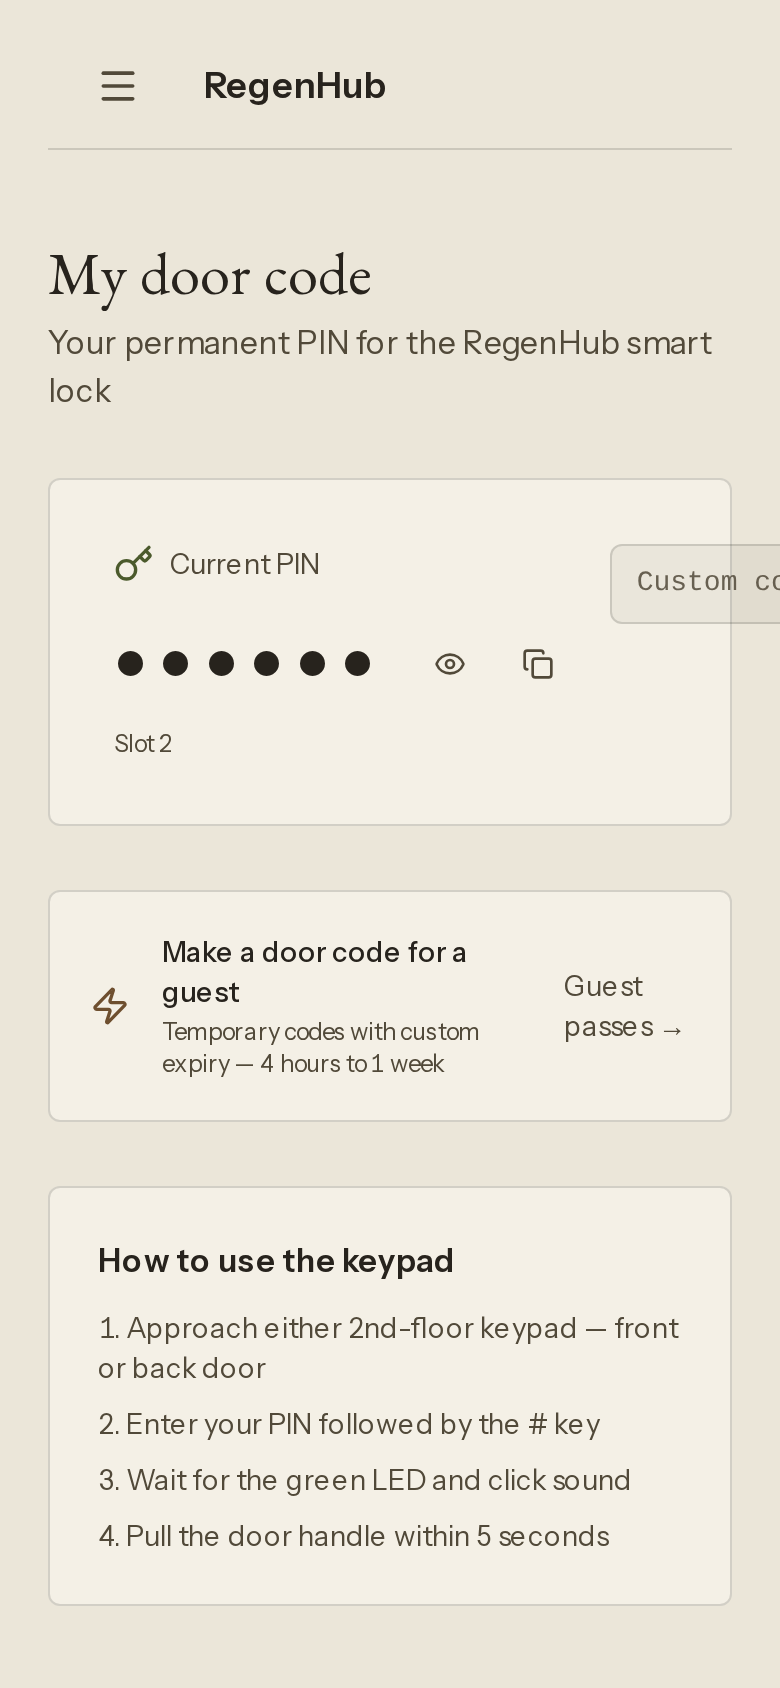 RegenHub
My door code
Your permanent PIN for the RegenHub smart
lock
Current PIN
Custom
Slot 2
Make a door code for a
guest
Temporary codes with custom
expiry — 4 hours to 1 week
Guest
passes →
How to use the keypad
1. Approach either 2nd-floor keypad — front
or back door
2. Enter your PIN followed by the # key
3. Wait for the green LED and click sound
4. Pull the door handle within 5 seconds